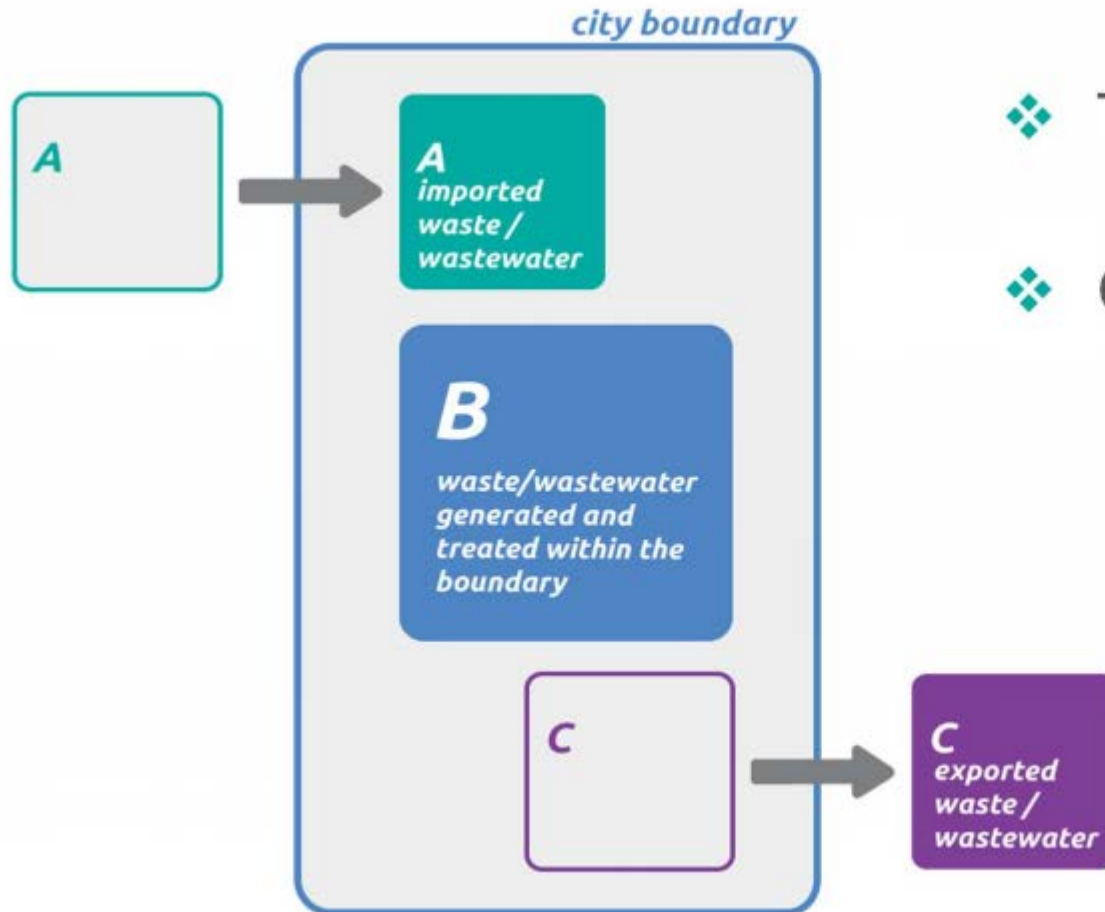 city boundary
A
A
imported
waste /
wastewater
B
waste/wastewater
generated and
treated within the
boundary
C
C
exported
waste /
wastewater